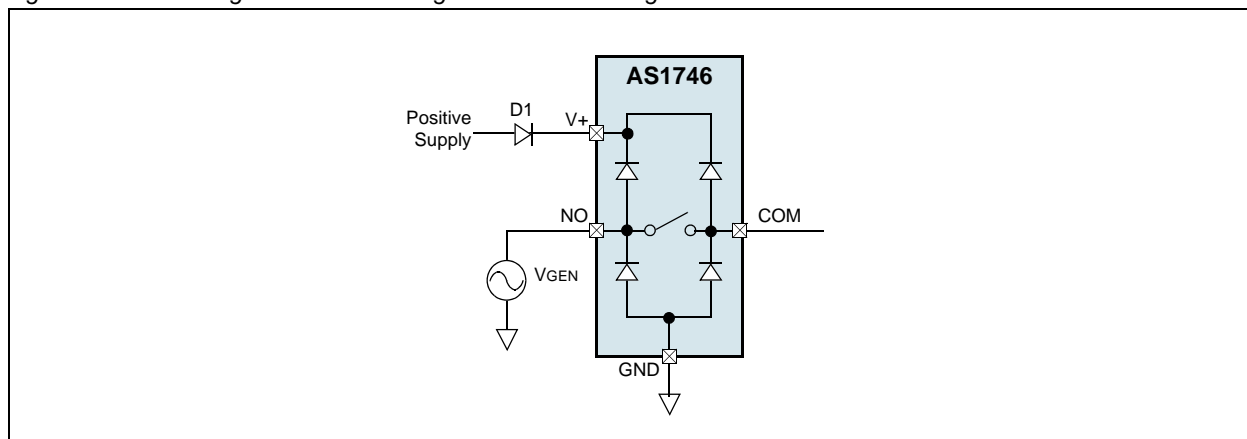 AS1746
D1
Positive
Supply
V+
NO
COM
VGEN
GND